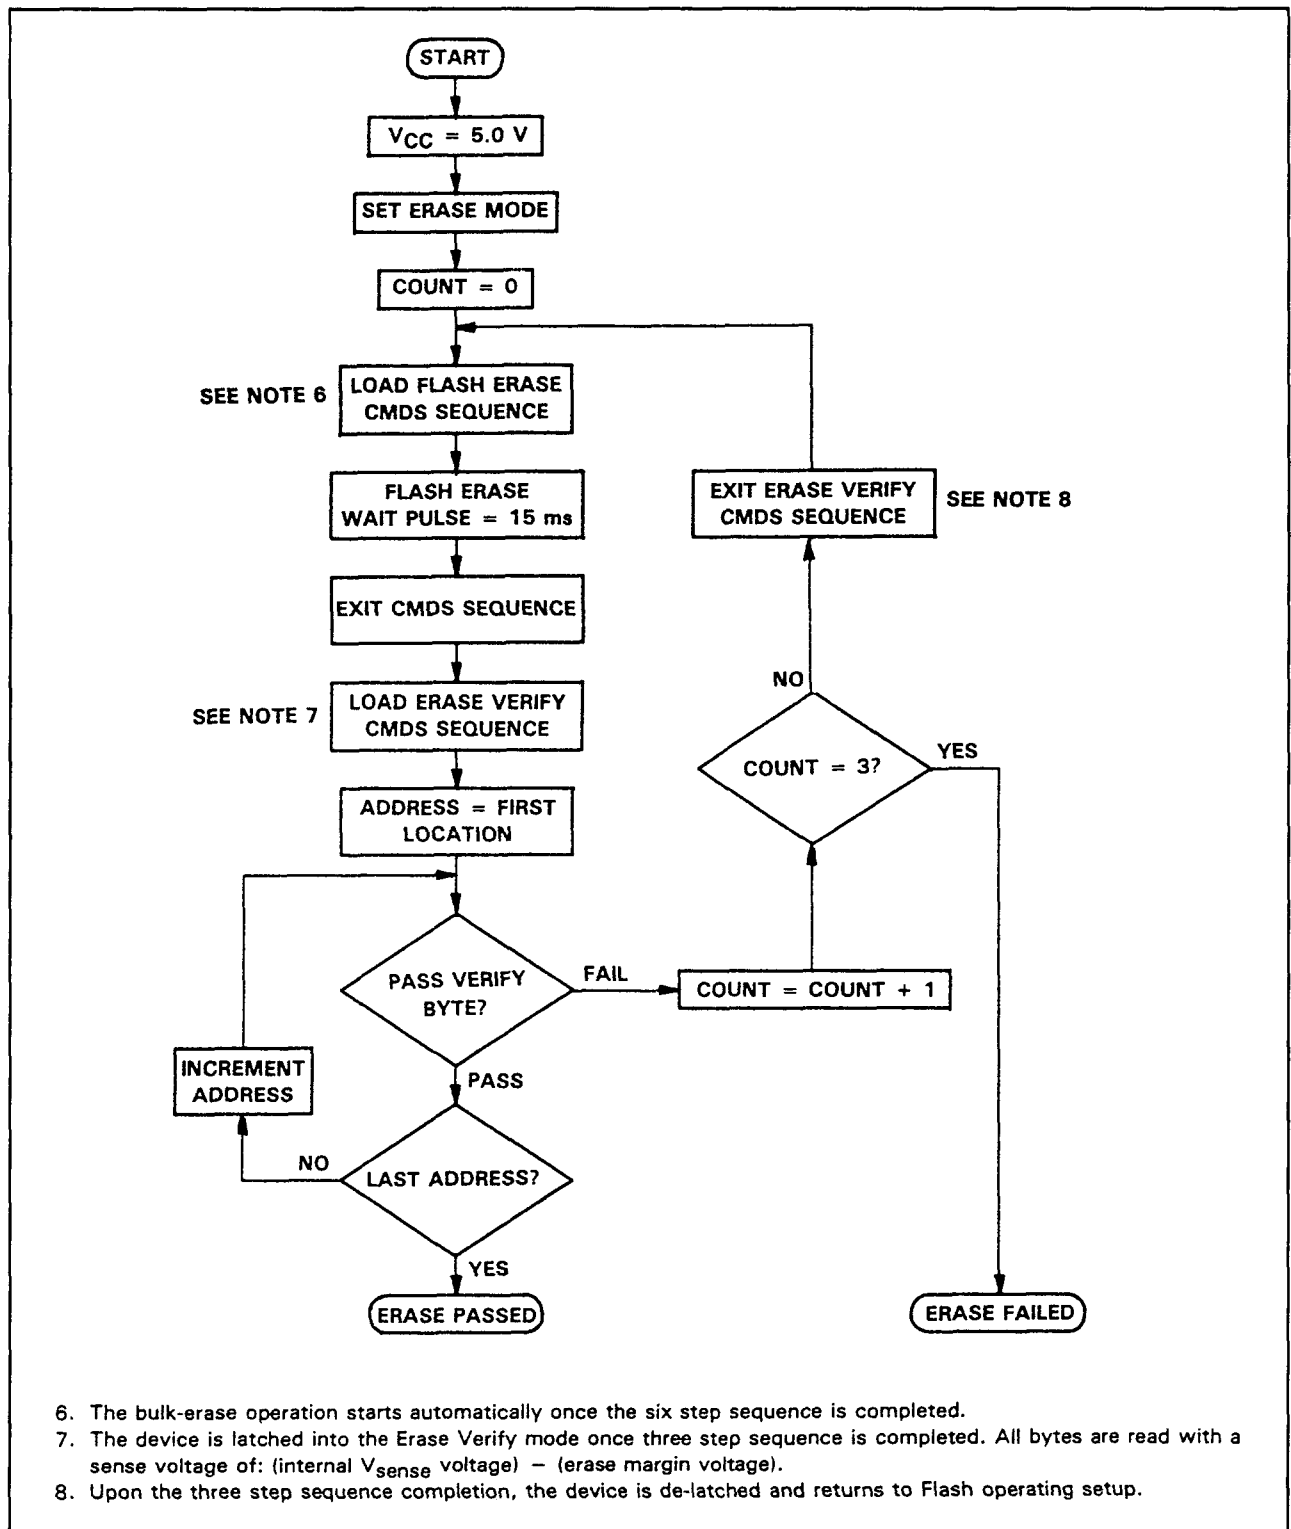 START
VCC = 5.0 V
SET ERASE MODE
COUNT = 0
SEE NOTE 6
LOAD FLASH ERASE
CMDS SEQUENCE
FLASH ERASE
WAIT PULSE = 15 ms
EXIT ERASE VERIFY
CMDS SEQUENCE
SEE NOTE 8
EXIT CMDS SEQUENCE
SEE NOTE 7
LOAD ERASE VERIFY
CMDS SEQUENCE
NO
COUNT = 3?
YES
ADDRESS = FIRST
LOCATION
PASS VERIFY
BYTE?
FAIL
COUNT = COUNT + 1
INCREMENT
ADDRESS
PASS
NO
LAST ADDRESS?
YES
ERASE PASSED
ERASE FAILED
6. The bulk-erase operation starts automatically once the six step sequence is completed.
7. The device is latched into the Erase Verify mode once three step sequence is completed. All bytes are read with a
sense voltage of: (internal Vsense voltage) − (erase margin voltage).
8. Upon the three step sequence completion, the device is de-latched and returns to Flash operating setup.